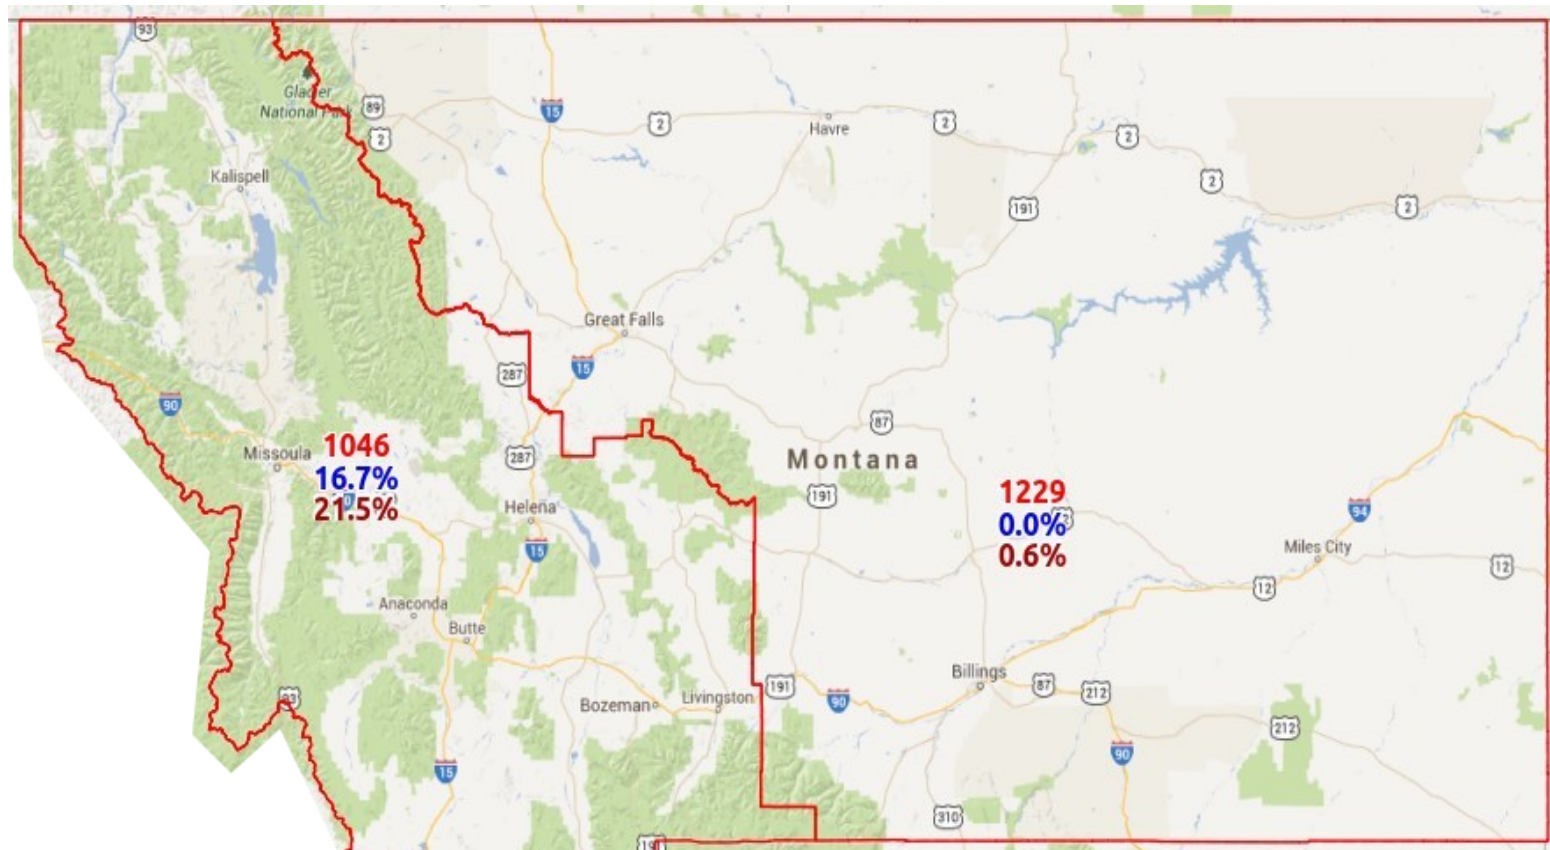 93
Glacier
National Park
89
2
15
2
Havre
2
2
2
191
2
Kalispell
Great Falls
15
287
90
87
Missoula
1046
16.7%
21.5%
287
Montana
191
1229
0.0%
0.6%
94
Helena
15
Miles City
12
12
Anaconda
Butte
93
Bozeman
Livingston
191
90
Billings
87
212
212
90
15
310
191